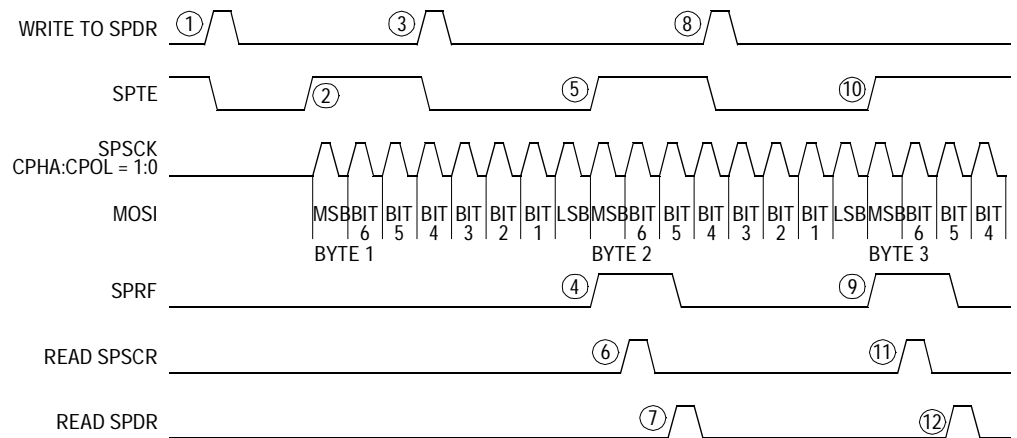 WRITE TO SPDR 1 3 8
SPTE 2 5 10
SPSCK
CPHA:CPOL = 1:0
MOSI MSB BIT 6 BIT 5 BIT 4 BIT 3 BIT 2 BIT 1 LSB MSB BIT 6 BIT 5 BIT 4 BIT 3 BIT 2 BIT 1 LSB MSB BIT 6 BIT 5 BIT 4
BYTE 1 BYTE 2 BYTE 3
SPRF 4 9
READ SPSCR 6 11
READ SPDR 7 12